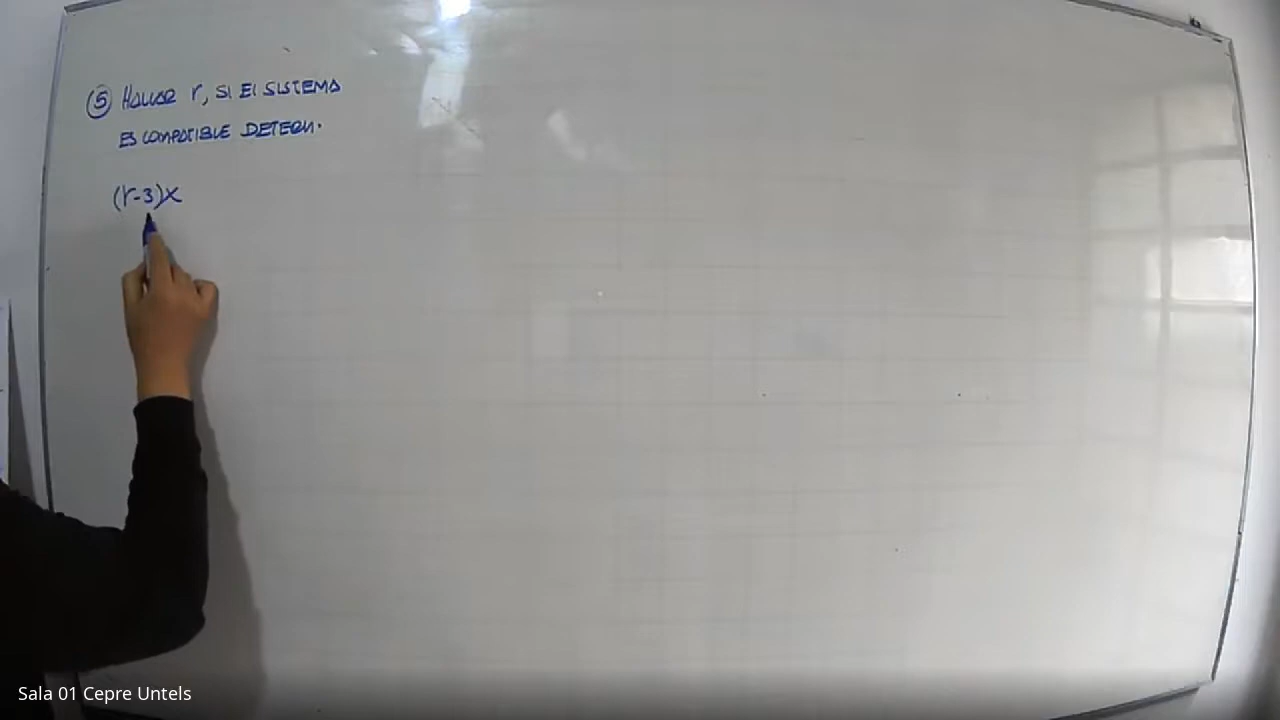 ⑤ HALLAR r, SI El SISTEMA
ES COMPATIBLE DETERM.
(r-3)x
Sala 01 Cepre Untels